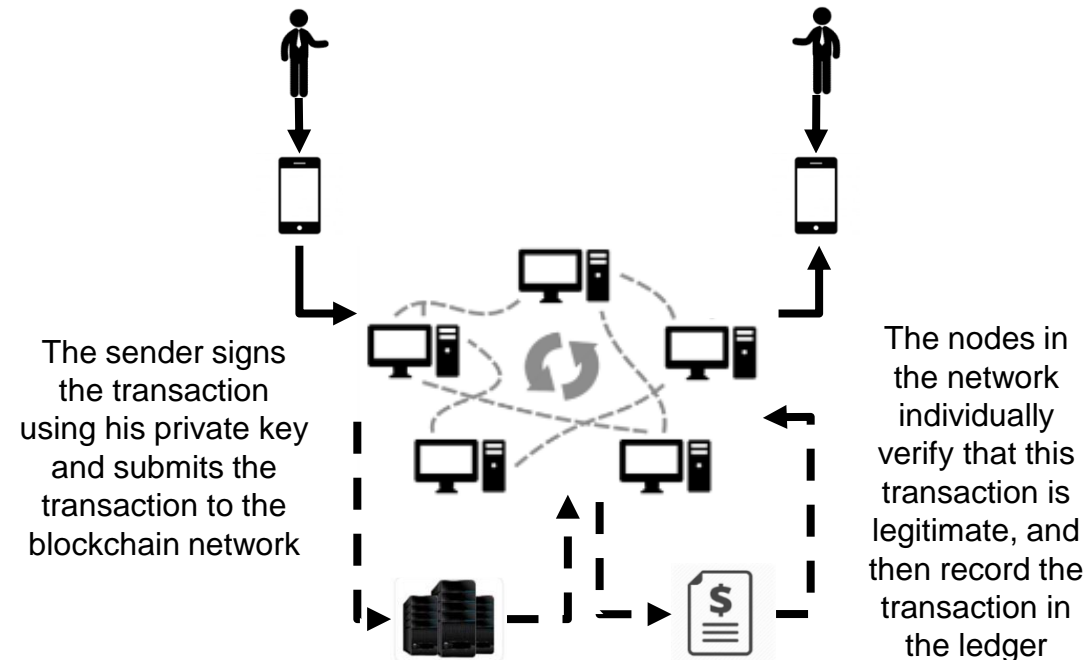 The sender signs
the transaction
using his private key
and submits the
transaction to the
blockchain network
The nodes in
the network
individually
verify that this
transaction is
legitimate, and
then record the
transaction in
the ledger
$